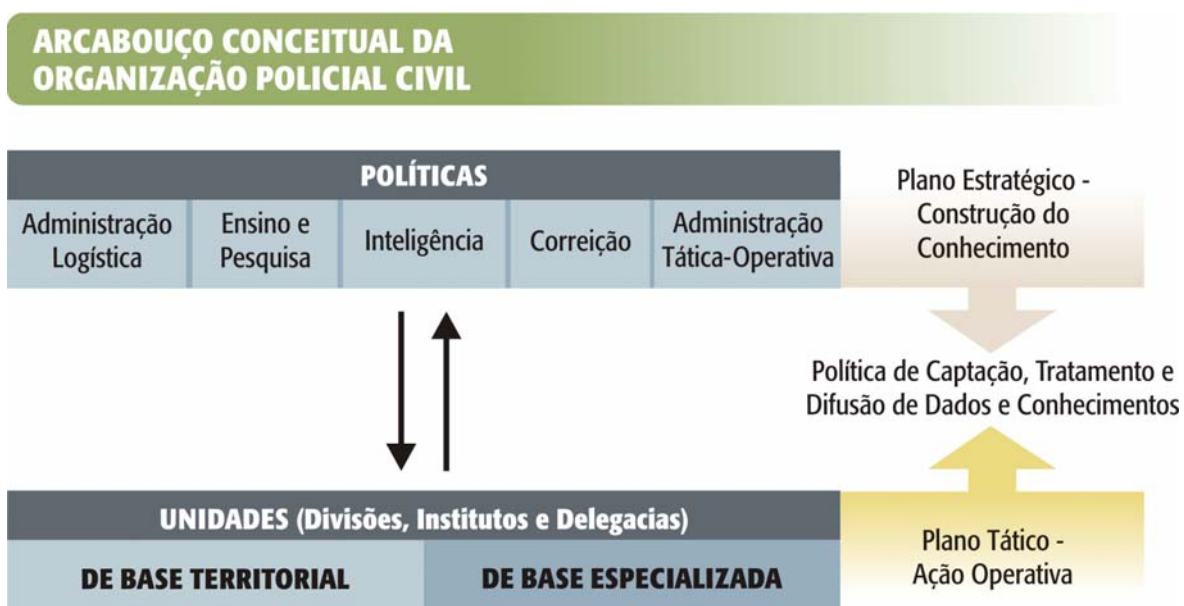 ARCABOUÇO CONCEITUAL DA
ORGANIZAÇÃO POLICIAL CIVIL
POLÍTICAS
Administração
Logística
Ensino e
Pesquisa
Inteligência
Correição
Administração
Tática-Operativa
Plano Estratégico -
Construção do
Conhecimento
Política de Captação, Tratamento e
Difusão de Dados e Conhecimentos
UNIDADES (Divisões, Institutos e Delegacias)
DE BASE TERRITORIAL
DE BASE ESPECIALIZADA
Plano Tático -
Ação Operativa